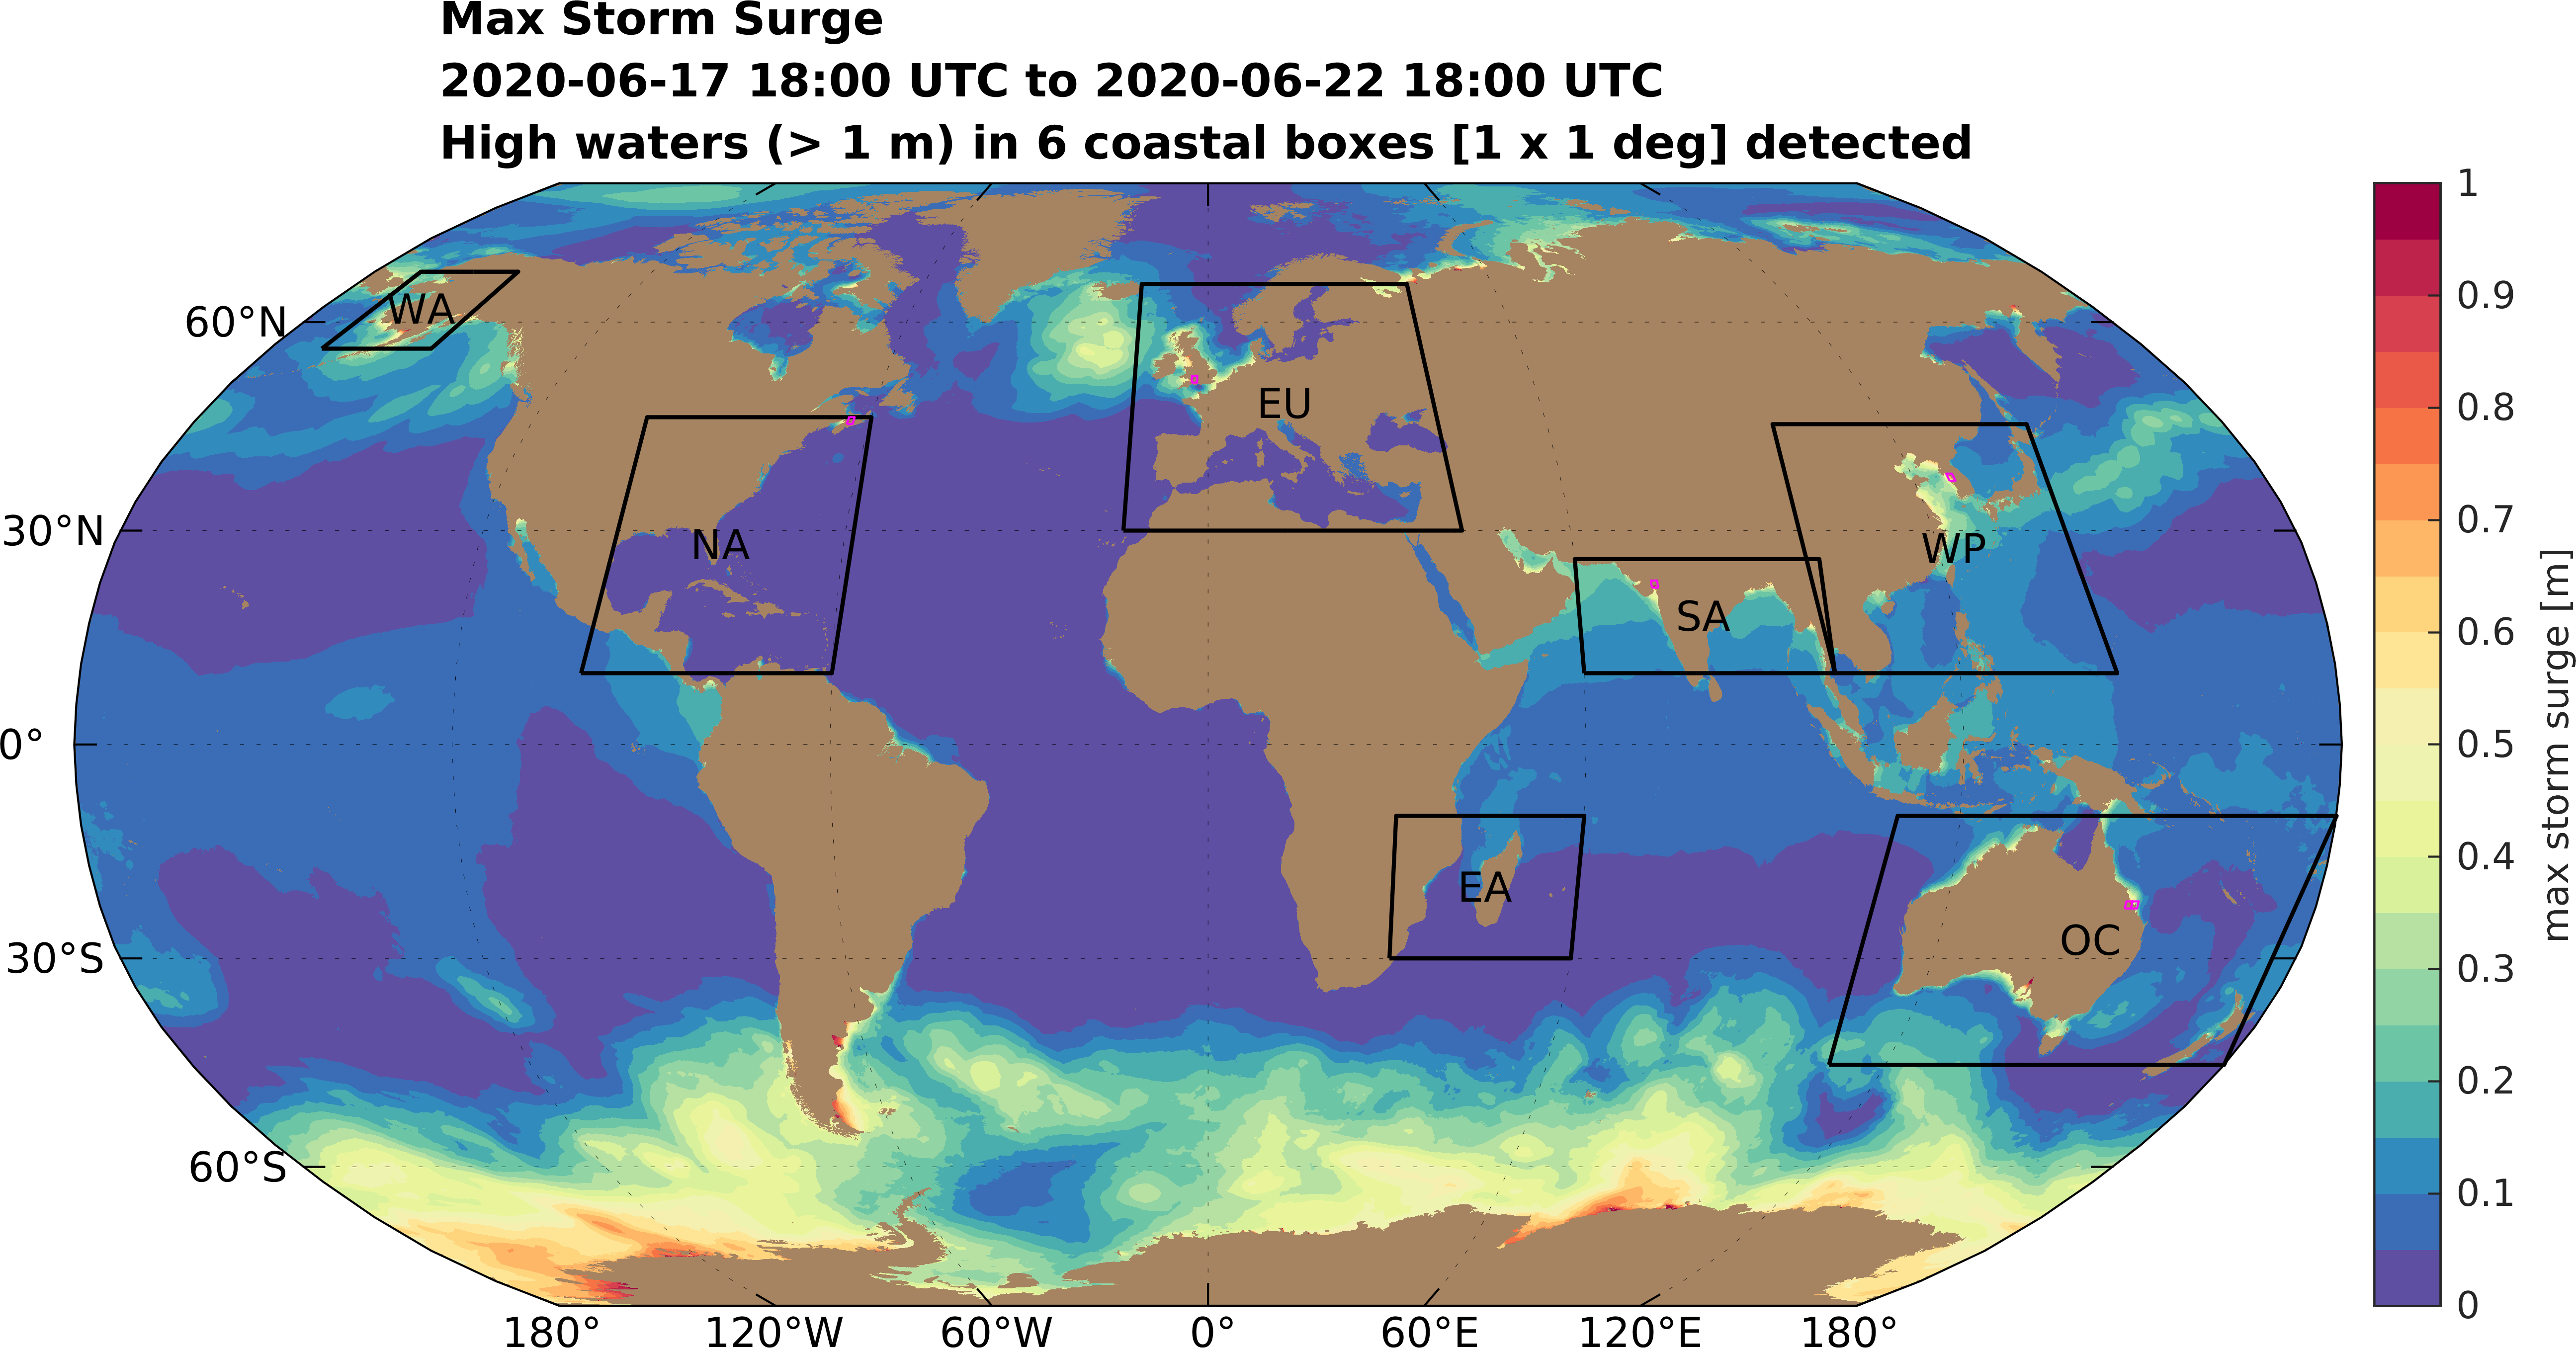 Max Storm Surge
2020-06-17 18:00 UTC to 2020-06-22 18:00 UTC
High waters (> 1 m) in 6 coastal boxes [1 x 1 deg] detected
60°N
30°N
0°
30°S
60°S
WA
NA
EU
WP
SA
EA
OC
180°
120°W
60°W
0°
60°E
120°E
180°
1
0.9
0.8
0.7
0.6
0.5
0.4
0.3
0.2
0.1
0
max storm surge [m]